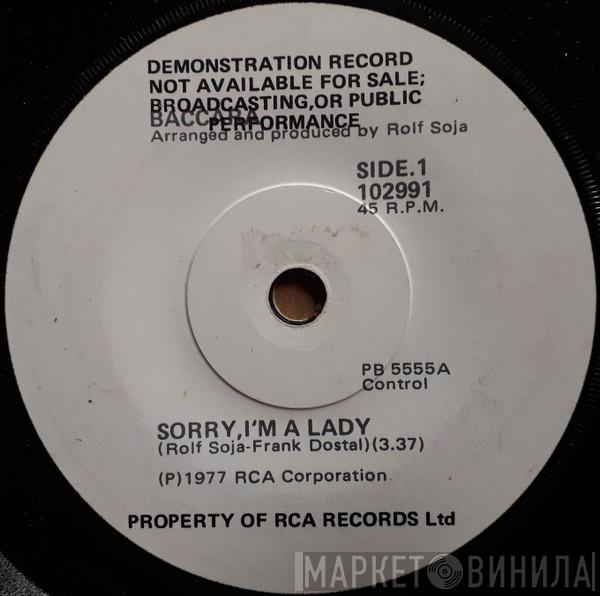 DEMONSTRATION RECORD
NOT AVAILABLE FOR SALE;
BROADCASTING,OR PUBLIC
PERFORMANCE
BACCARA
Arranged and produced by Rolf Soja
SIDE.1
102991
45 R.P.M.
PB 5555A
Control
SORRY,I'M A LADY
(Rolf Soja-Frank Dostal)(3.37)
(P)1977 RCA Corporation
PROPERTY OF RCA RECORDS Ltd
МАРКЕТ ВИНИЛА